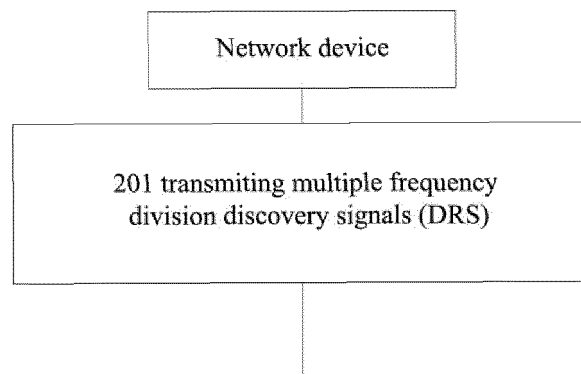 Network device
201 transmiting multiple frequency
division discovery signals (DRS)